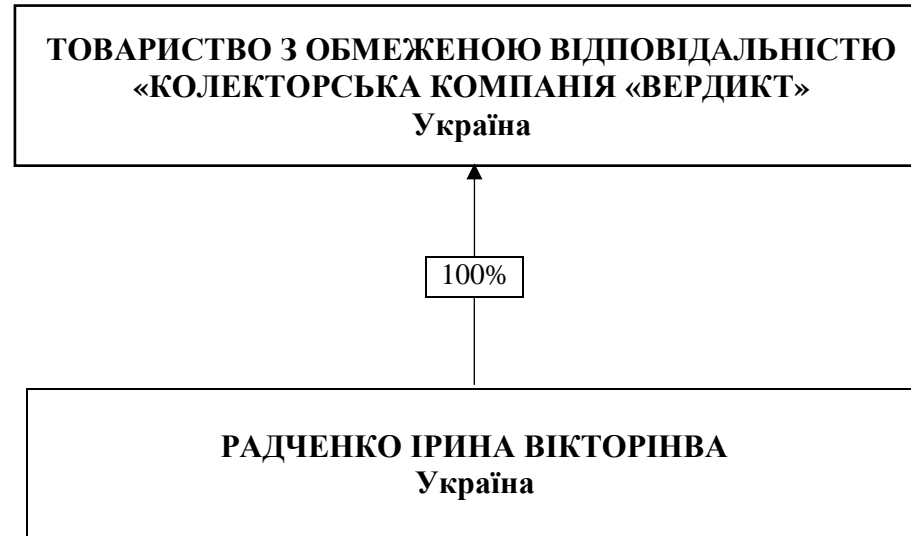 ТОВАРИСТВО З ОБМЕЖЕНОЮ ВІДПОВІДАЛЬНІСТЮ
«КОЛЕКТОРСЬКА КОМПАНІЯ «ВЕРДИКТ»
Україна
100%
РАДЧЕНКО ІРИНА ВІКТОРІНВА
Україна